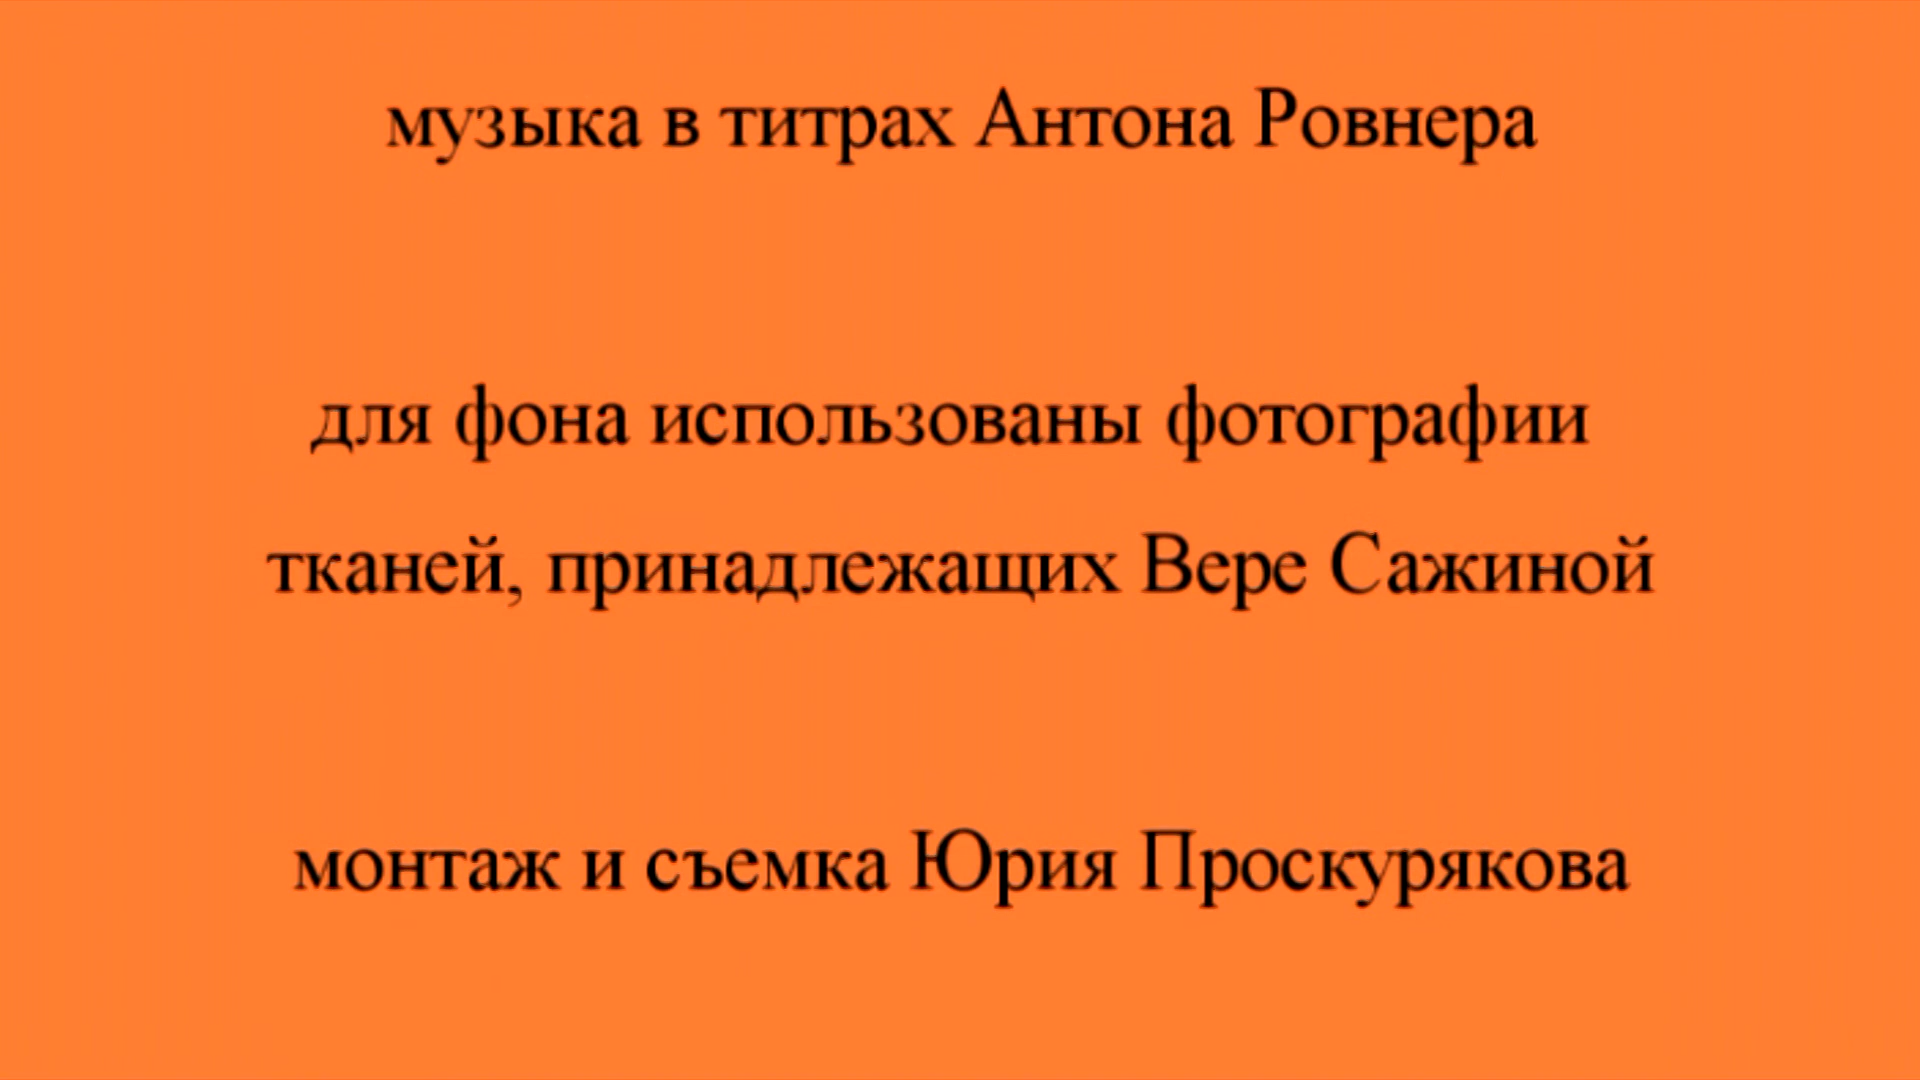 музыка в титрах Антона Ровнера
для фона использованы фотографии
тканей, принадлежащих Вере Сажиной
монтаж и съемка Юрия Проскурякова